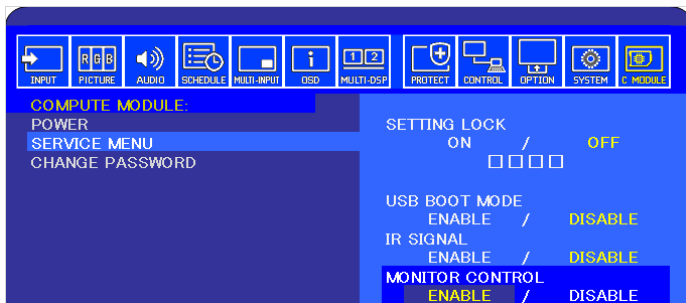 INPUT RGB PICTURE AUDIO SCHEDULE MULTI-INPUT i OSD 12 MULTI-DSP PROTECT CONTROL OPTION SYSTEM C MODULE
COMPUTE MODULE:
POWER
SERVICE MENU
CHANGE PASSWORD
SETTING LOCK
ON / OFF
□□□□
USB BOOT MODE
ENABLE / DISABLE
IR SIGNAL
ENABLE / DISABLE
MONITOR CONTROL
ENABLE / DISABLE